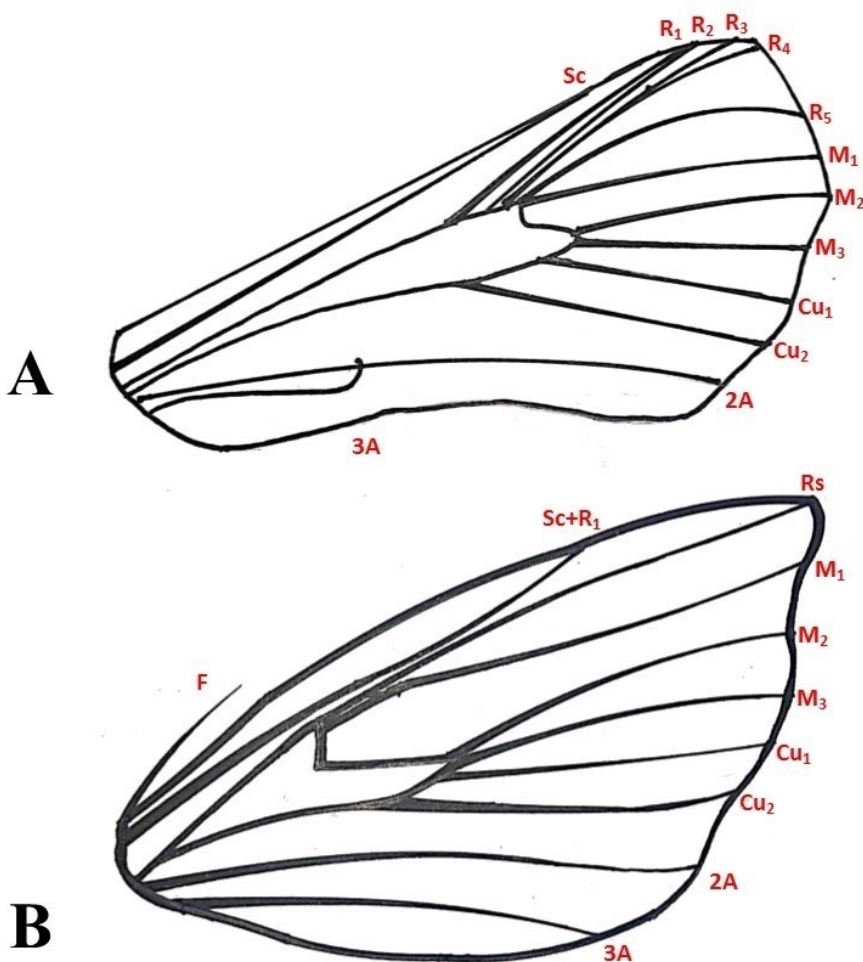 R₁ R₂ R₃
R₄
Sc
R₅
M₁
M₂
M₃
Cu₁
Cu₂
A
2A
3A
Rs
Sc+R₁
M₁
M₂
F
M₃
Cu₁
Cu₂
2A
B
3A